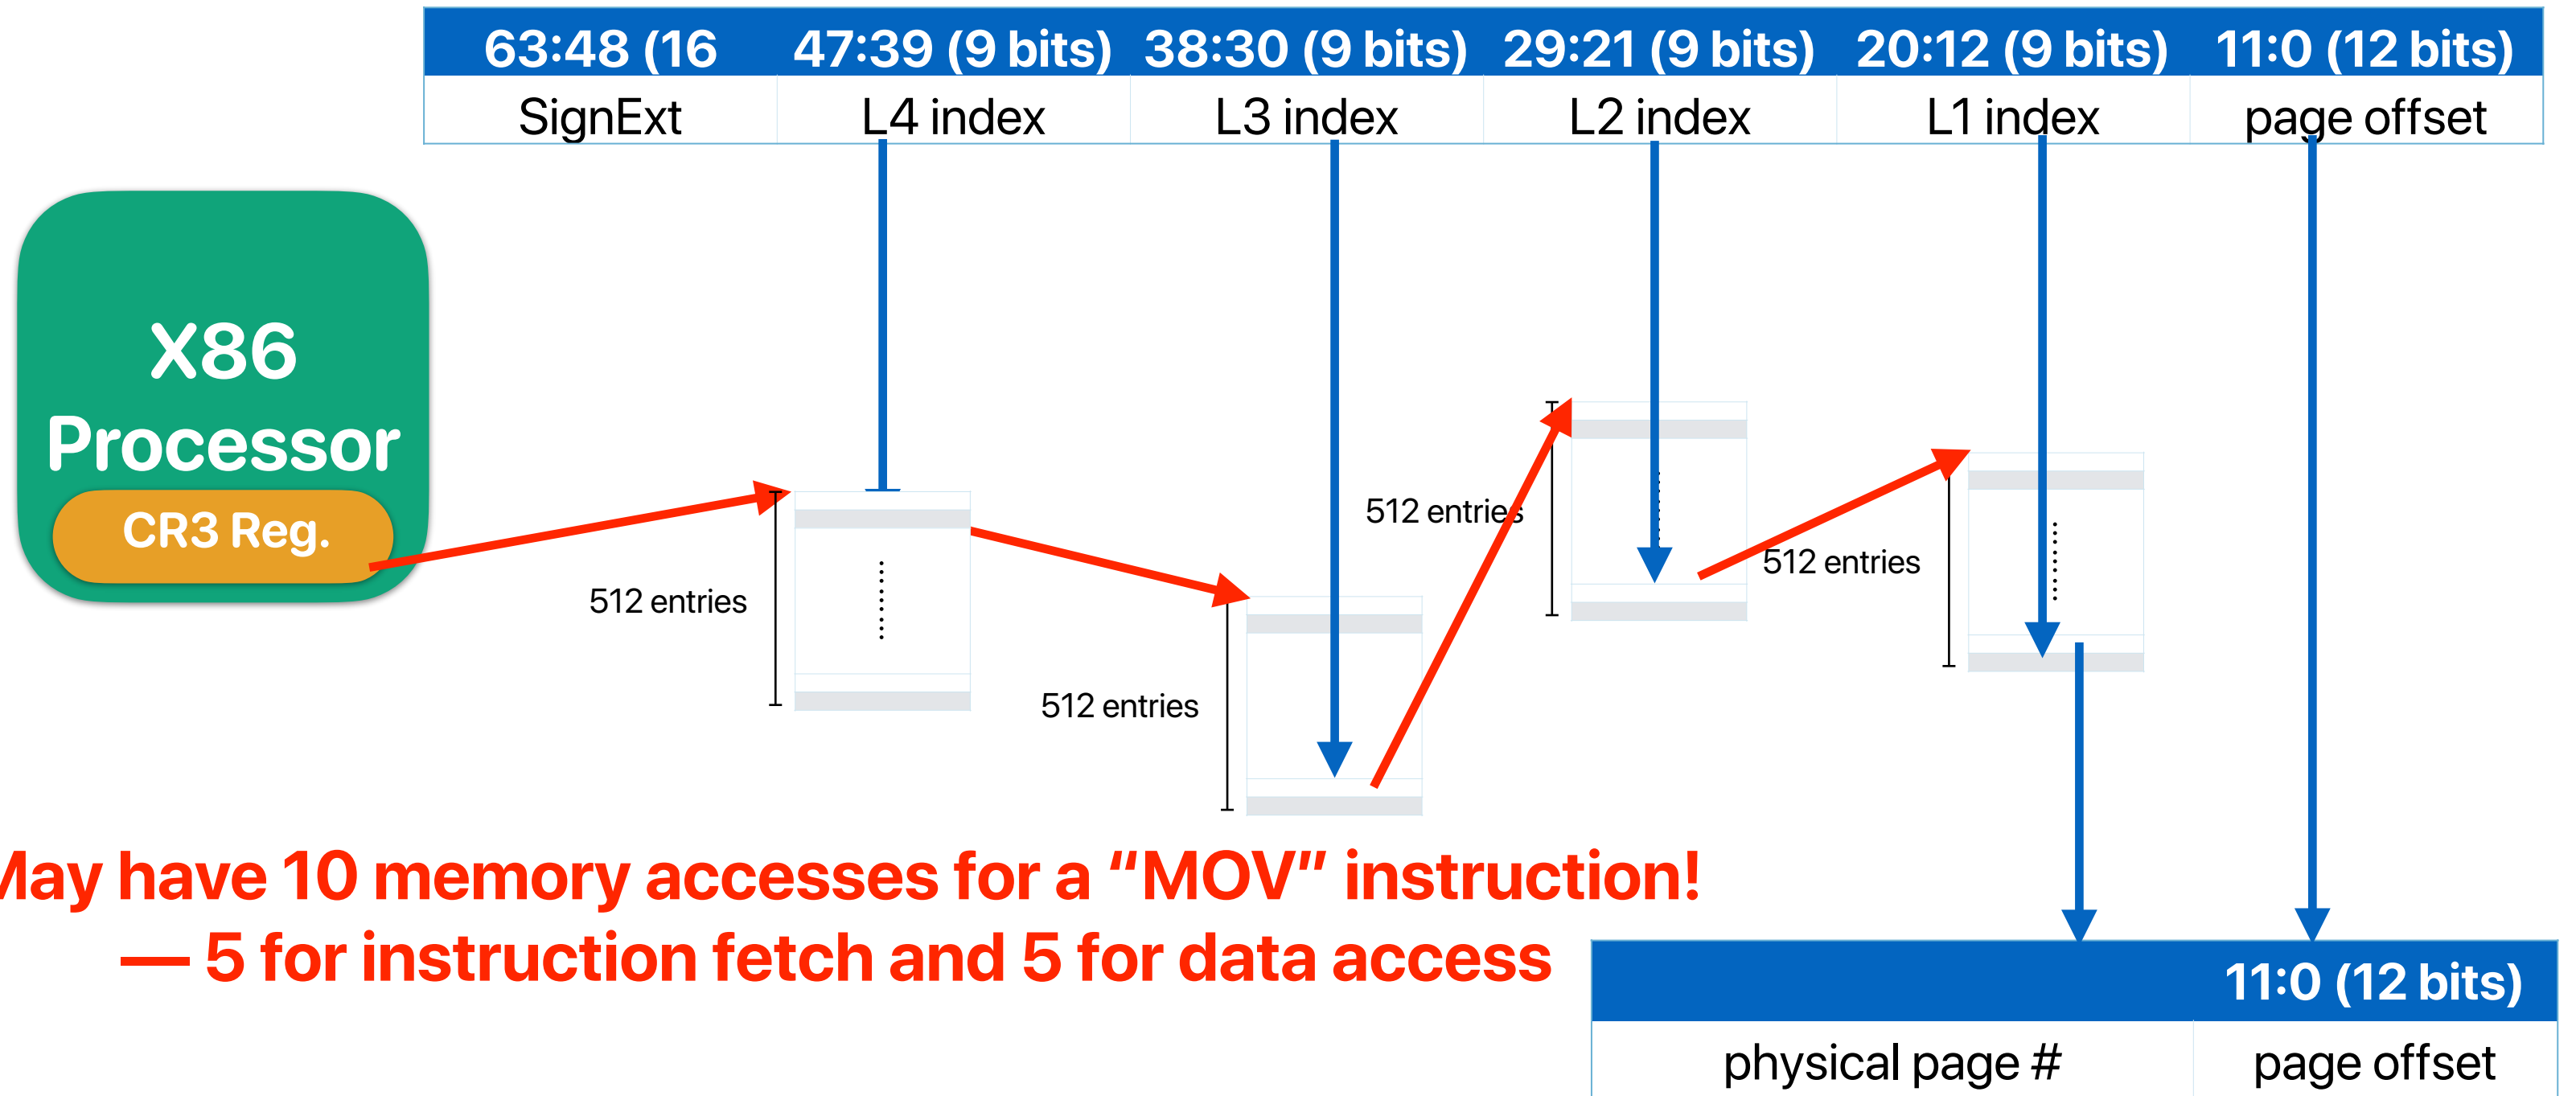 63:48 (16 47:39 (9 bits) 38:30 (9 bits) 29:21 (9 bits) 20:12 (9 bits) 11:0 (12 bits)
SignExt L4 index L3 index L2 index L1 index page offset
X86
Processor
CR3 Reg.
512 entries
512 entries
512 entries
512 entries
May have 10 memory accesses for a “MOV” instruction!
— 5 for instruction fetch and 5 for data access
11:0 (12 bits)
physical page # page offset